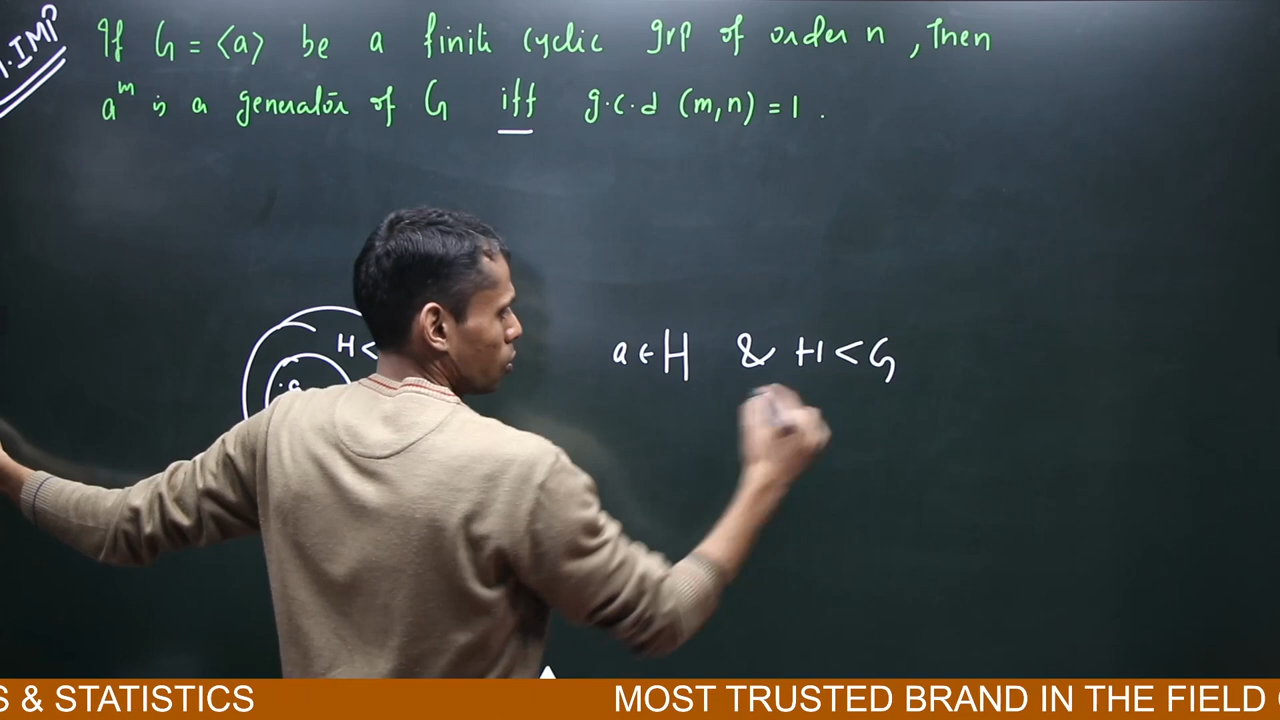 .IMP
If G = <a> be a finite cyclic grp of order n , Then
a^m is a generator of G iff g.c.d (m,n) = 1 .
H <
a
a ∈ H & H < G
S & STATISTICS MOST TRUSTED BRAND IN THE FIELD